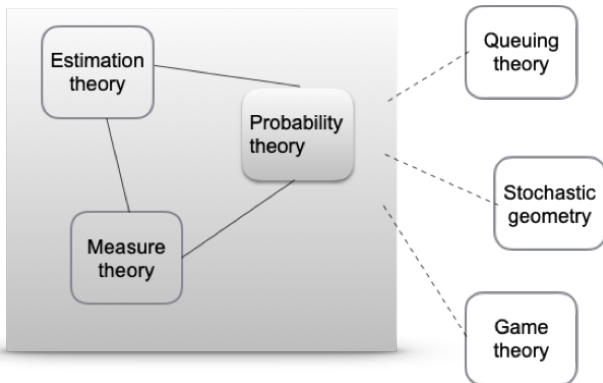 Estimation
theory
Probability
theory
Measure
theory
Queuing
theory
Stochastic
geometry
Game
theory